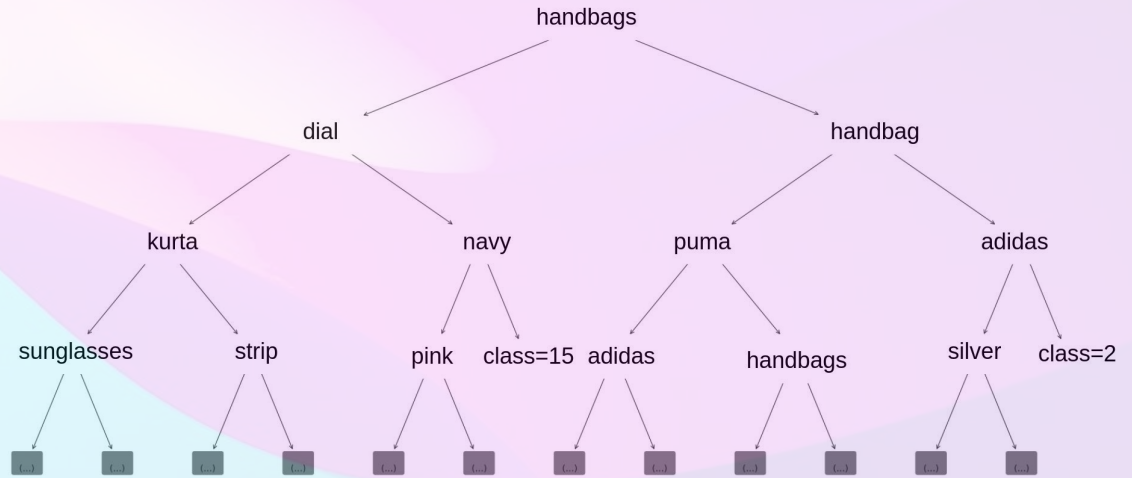 handbags
dial handbag
kurta navy puma adidas
sunglasses strip pink class=15 adidas handbags silver class=2
(...) (...) (...) (...) (...) (...) (...) (...) (...) (...) (...) (...)